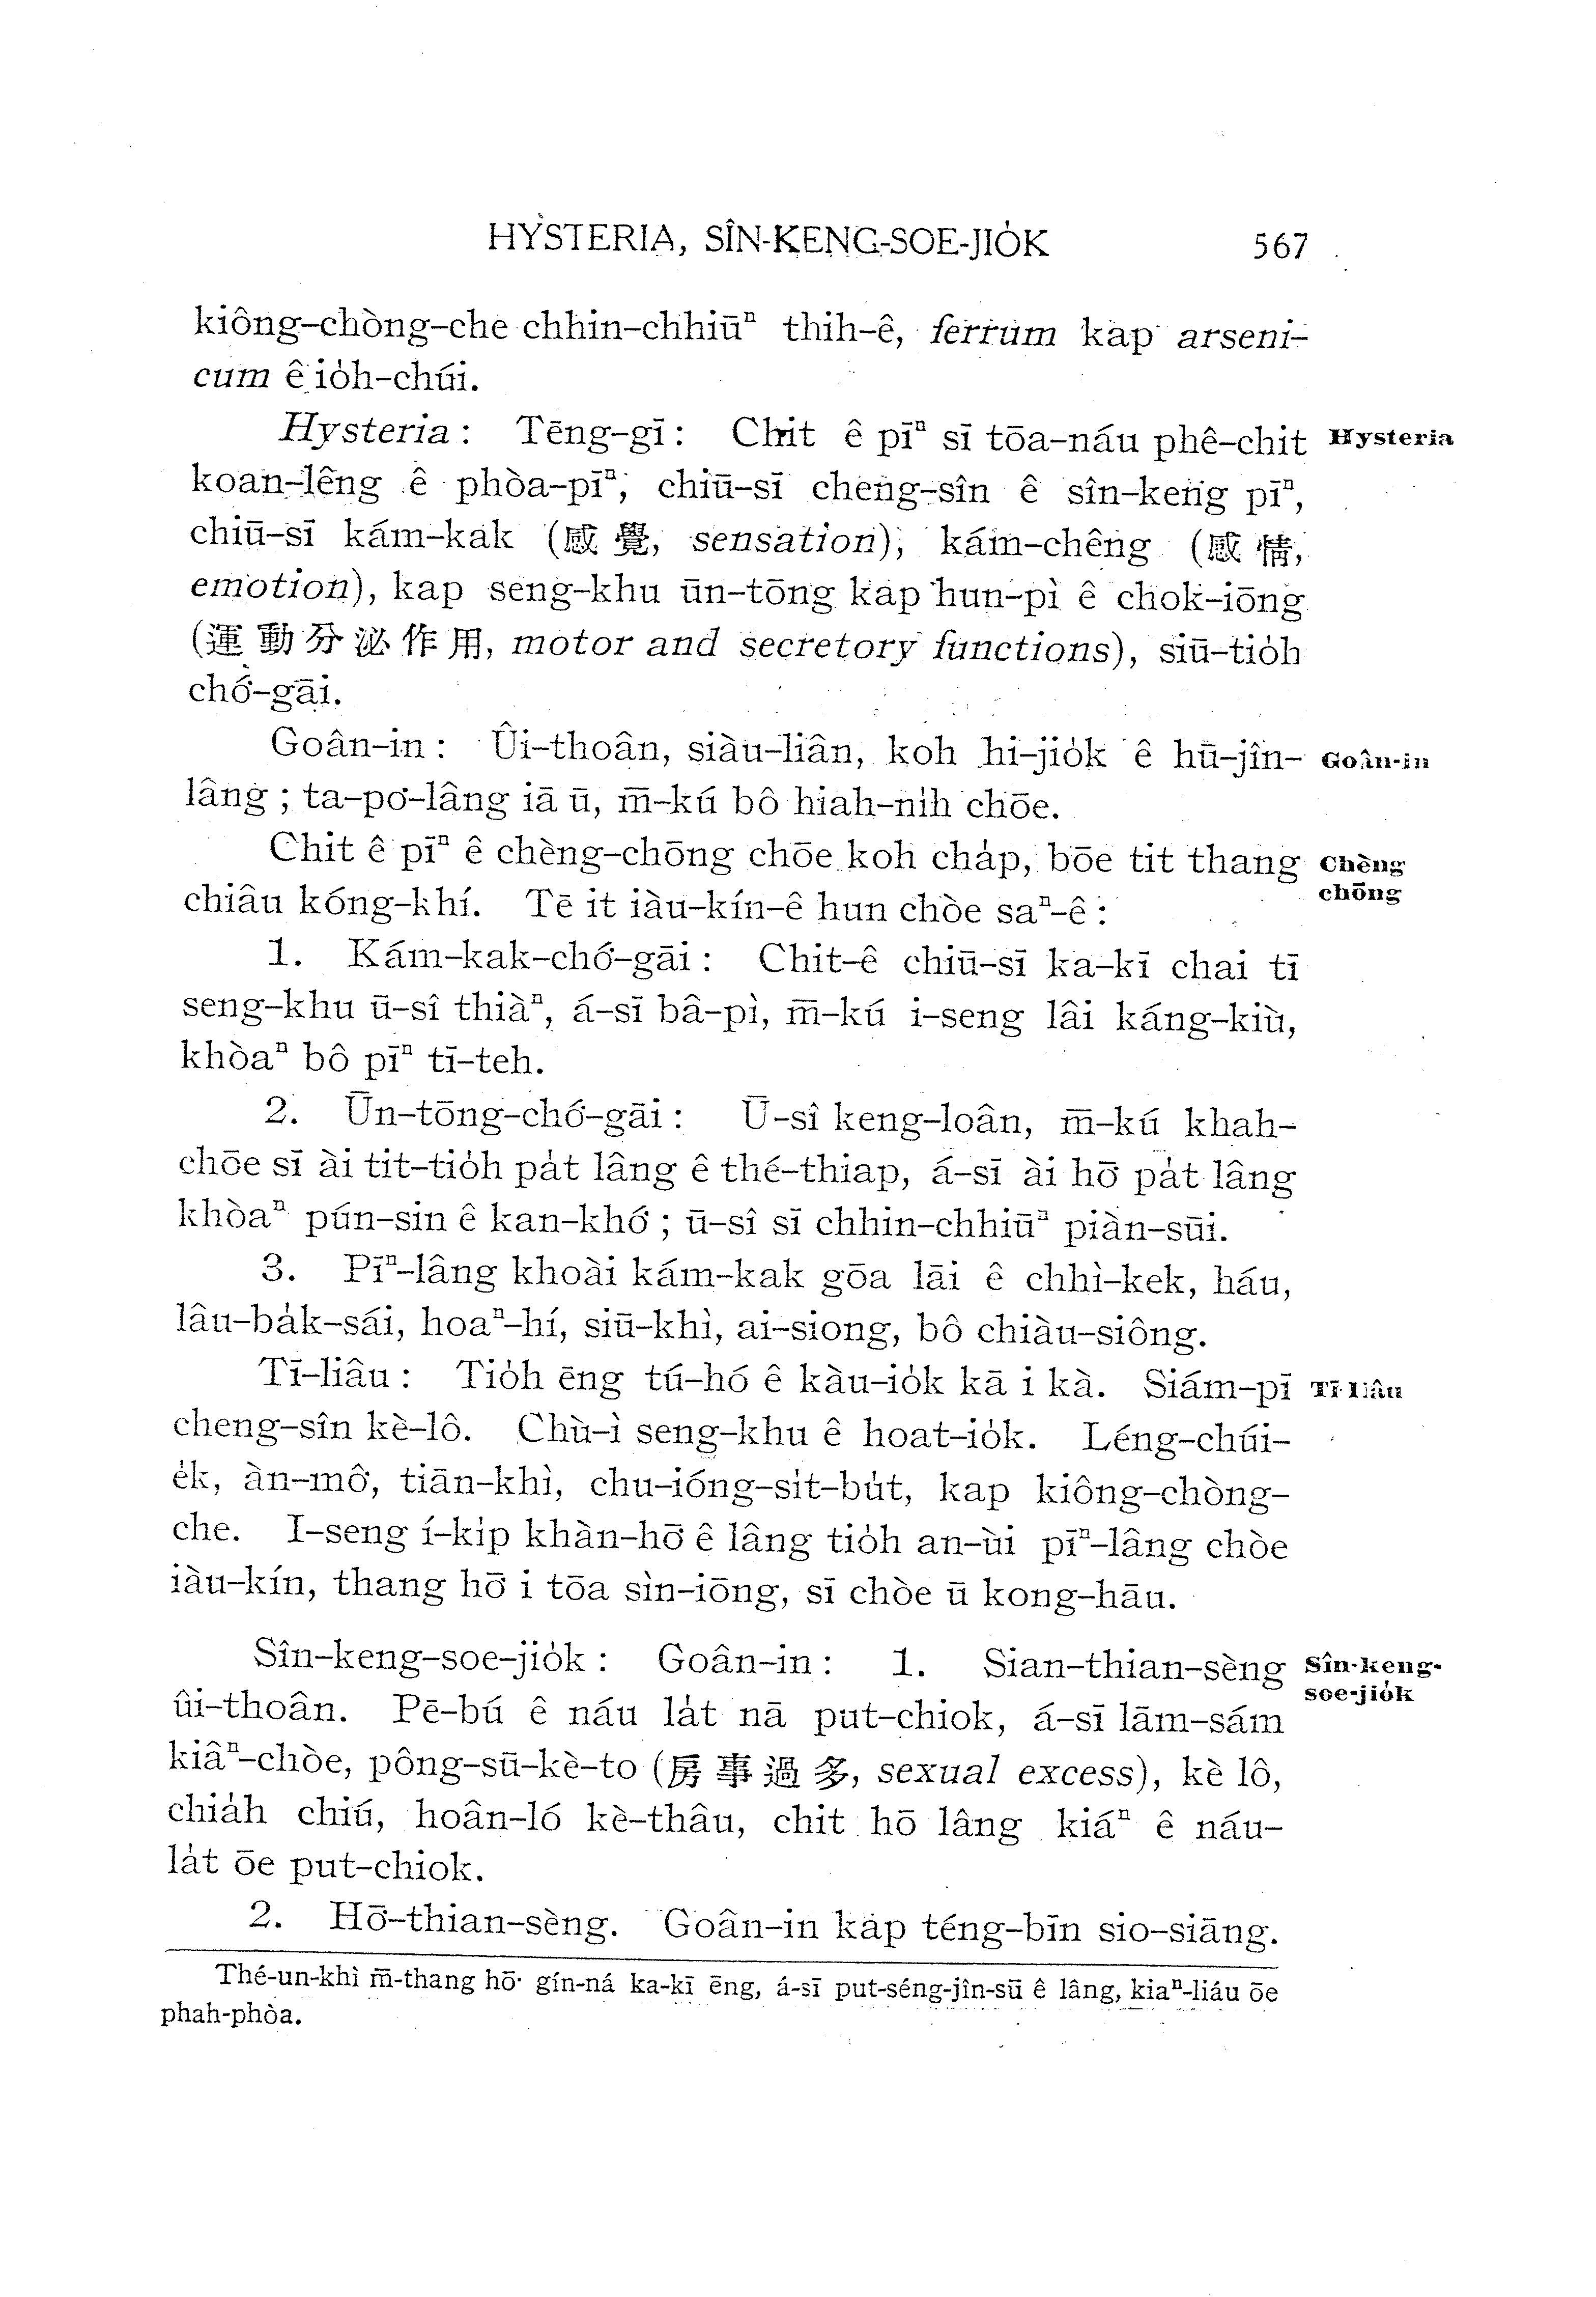 HYSTERIA, SÎN-KENG-SOE-JIO̍K 567
kiông-chòng-che chhin-chhiūⁿ thih-ê, ferrum kap arseni-
cum ê io̍h-chúi.
Hysteria: Tēng-gī: Chit ê pīⁿ sī tōa-náu phê-chit
Hysteria
koan-lêng ê phòa-pīⁿ, chiū-sī cheng-sîn ê sîn-keng pīⁿ,
chiū-sī kám-kak (感覺, sensation), kám-chêng (感情,
emotion), kap seng-khu ūn-tōng kap hun-pì ê chok-iōng
(運動分泌作用, motor and secretory functions), siū-tio̍h
chó͘-gāi.
Goân-in: Ûi-thoân, siàu-liân, koh hi-jio̍k ê hū-jîn-
Goân-in
lâng; ta-po͘-lâng iā ū, m̄-kú bô hiah-nih chōe.
Chit ê pīⁿ ê chèng-chōng chōe koh cha̍p, bōe tit thang
Chèng
chōng
chiâu kóng-khí. Tē it iàu-kín-ê hun chòe saⁿ-ê:
1. Kám-kak-chó͘-gāi: Chit-ê chiū-sī ka-kī chai tī
seng-khu ū-sî thiàⁿ, á-sī bâ-pì, m̄-kú i-seng lâi káng-kiù,
khòaⁿ bô pīⁿ tī-teh.
2. Ūn-tōng-chó͘-gāi: Ū-sî keng-loân, m̄-kú khah-
chōe sī ài tit-tio̍h pa̍t lâng ê thé-thiap, á-sī ài hō͘ pa̍t lâng
khòaⁿ pún-sin ê kan-khó͘; ū-sî sī chhin-chhiūⁿ piàn-sūi.
3. Pīⁿ-lâng khoài kám-kak gōa lāi ê chhì-kek, háu,
lâu-ba̍k-sái, hoaⁿ-hí, siū-khì, ai-siong, bô chiàu-siông.
Tī-liâu: Tio̍h ēng tú-hó ê kàu-io̍k kā i kà. Siám-pī
Tī-liâu
cheng-sîn kè-lô. Chù-ì seng-khu ê hoat-io̍k. Léng-chúi-
e̍k, àn-mô͘, tiān-khì, chu-ióng-si̍t-bu̍t, kap kiông-chòng-
che. I-seng í-ki̍p khàn-hō͘ ê lâng tio̍h an-ùi pīⁿ-lâng chòe
iàu-kín, thang hō͘ i tōa sìn-iōng, sī chòe ū kong-hāu.
Sîn-keng-soe-jio̍k: Goân-in: 1. Sian-thian-sèng
Sîn-keng-
soe-jio̍k
ûi-thoân. Pē-bú ê náu la̍t nā put-chiok, á-sī lām-sám
kiâⁿ-chòe, pông-sū-kè-to (房事過多, sexual excess), kè lô,
chia̍h chiú, hoân-ló kè-thâu, chit hō lâng kiáⁿ ê náu-
la̍t ōe put-chiok.
2. Hō͘-thian-sèng. Goân-in kap téng-bīn sio-siāng.
Thé-un-khì m̄-thang hō͘ gín-ná ka-kī ēng, á-sī put-séng-jîn-sū ê lâng, kiaⁿ-liáu ōe
phah-phòa.